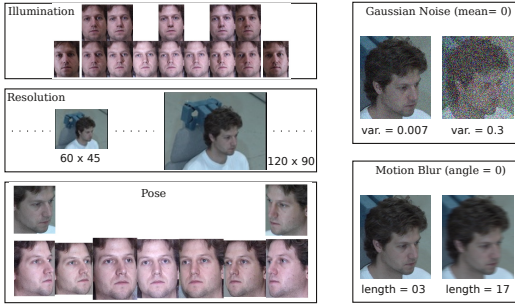 Illumination
Resolution
60 x 45
120 x 90
Pose
Gaussian Noise (mean= 0)
var. = 0.007
var. = 0.3
Motion Blur (angle = 0)
length = 03
length = 17